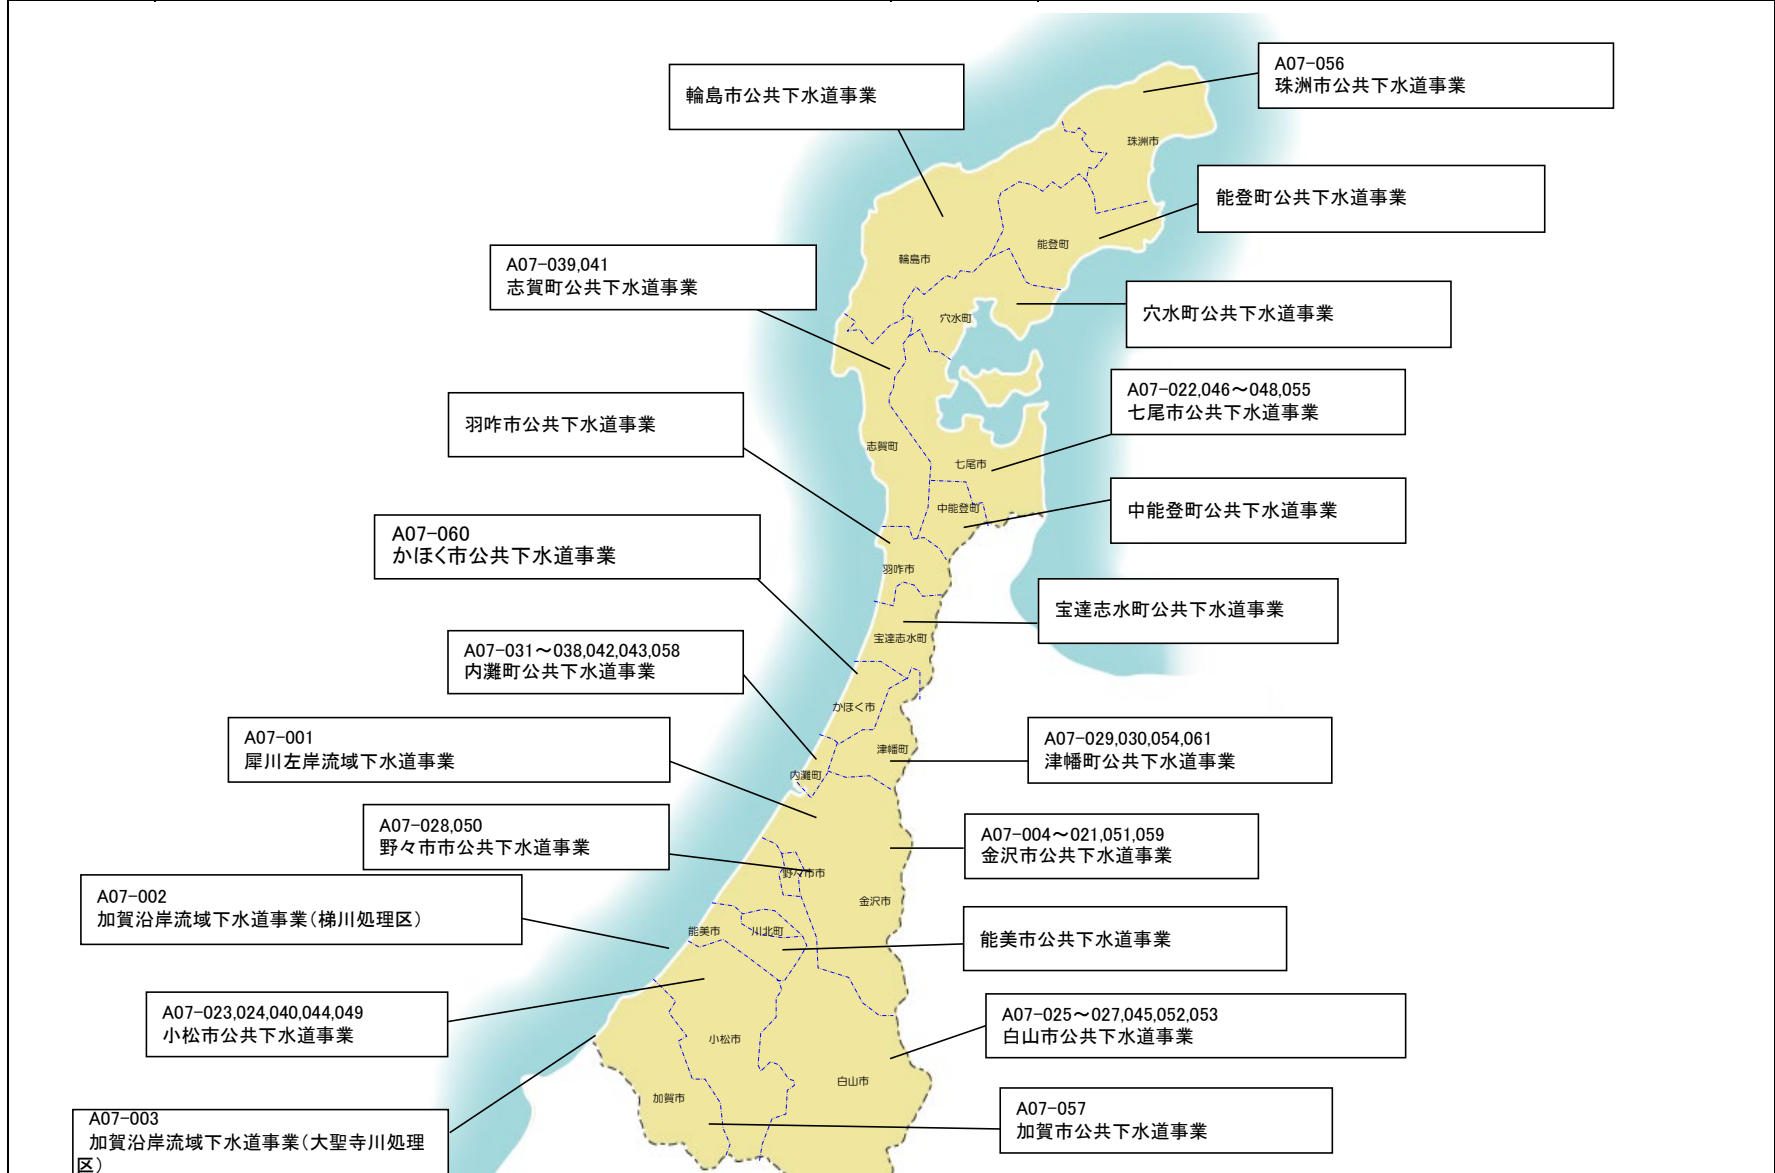 A07-056
珠洲市公共下水道事業
輪島市公共下水道事業
珠洲市
能登町公共下水道事業
能登町
輪島市
A07-039,041
志賀町公共下水道事業
穴水町公共下水道事業
穴水町
A07-022,046～048,055
七尾市公共下水道事業
羽咋市公共下水道事業
志賀町
七尾市
中能登町公共下水道事業
中能登町
A07-060
かほく市公共下水道事業
羽咋市
宝達志水町公共下水道事業
宝達志水町
A07-031～038,042,043,058
内灘町公共下水道事業
かほく市
A07-001
犀川左岸流域下水道事業
津幡町
A07-029,030,054,061
津幡町公共下水道事業
内灘町
A07-028,050
野々市市公共下水道事業
A07-004～021,051,059
金沢市公共下水道事業
野々市市
A07-002
加賀沿岸流域下水道事業（梯川処理区）
金沢市
能美市
川北町
能美市公共下水道事業
A07-023,024,040,044,049
小松市公共下水道事業
A07-025～027,045,052,053
白山市公共下水道事業
小松市
白山市
加賀市
A07-057
加賀市公共下水道事業
A07-003
加賀沿岸流域下水道事業（大聖寺川処理
区）